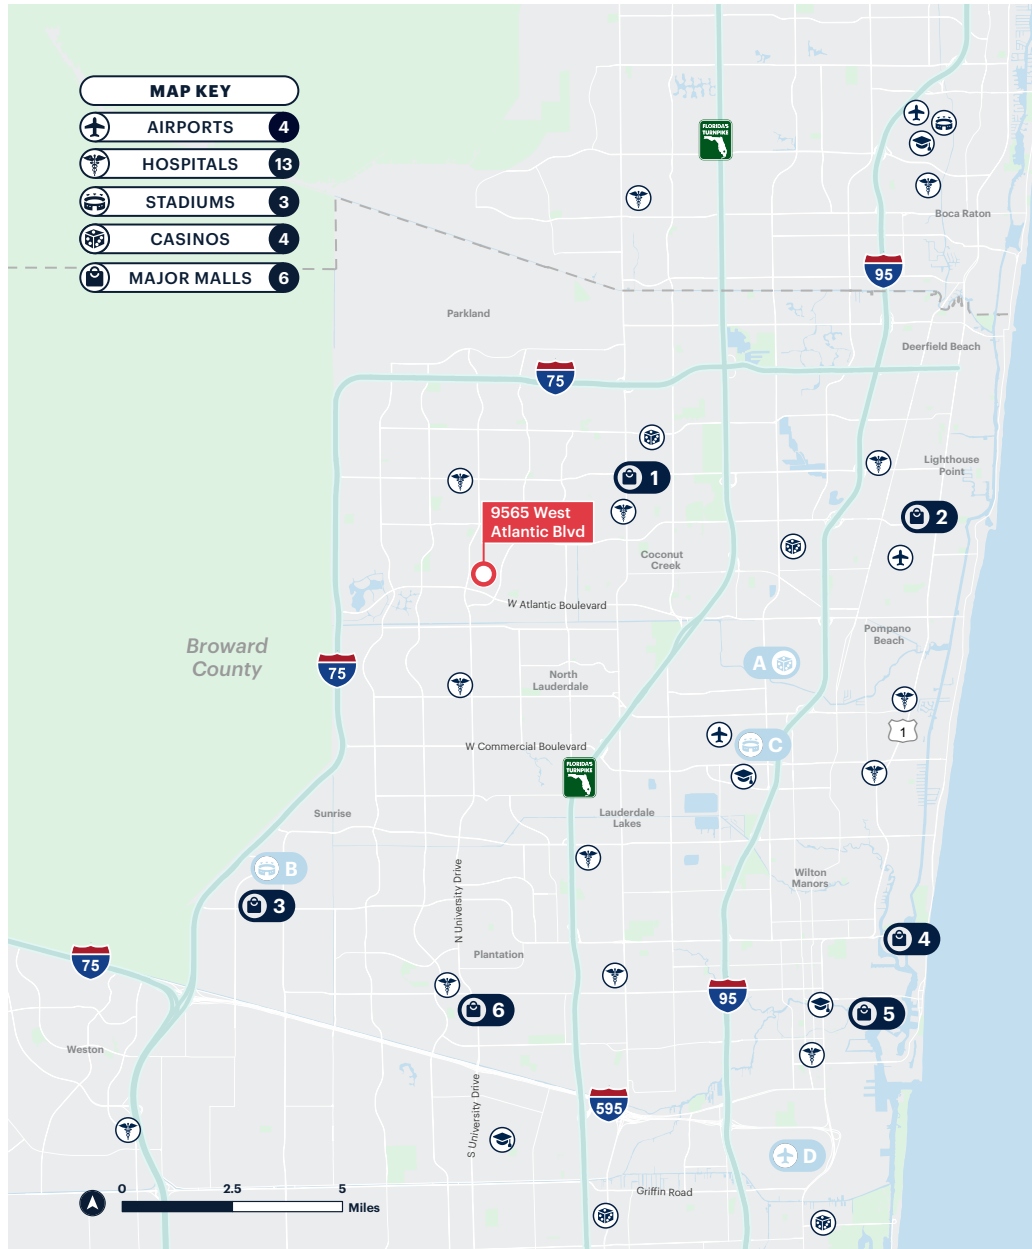 MAP KEY
AIRPORTS 4
HOSPITALS 13
STADIUMS 3
CASINOS 4
MAJOR MALLS 6
FLORIDA'S
TURNPIKE
Boca Raton
95
Parkland
Deerfield Beach
75
1
Lighthouse
Point
2
9565 West
Atlantic Blvd
Coconut
Creek
W Atlantic Boulevard
Broward
County
75
North
Lauderdale
A
Pompano
Beach
1
W Commercial Boulevard
C
FLORIDA'S
TURNPIKE
Sunrise
Lauderdale
Lakes
B
3
N University Drive
Wilton
Manors
4
75
Plantation
6
95
5
Weston
595
S University Drive
D
Griffin Road
0 2.5 5
Miles